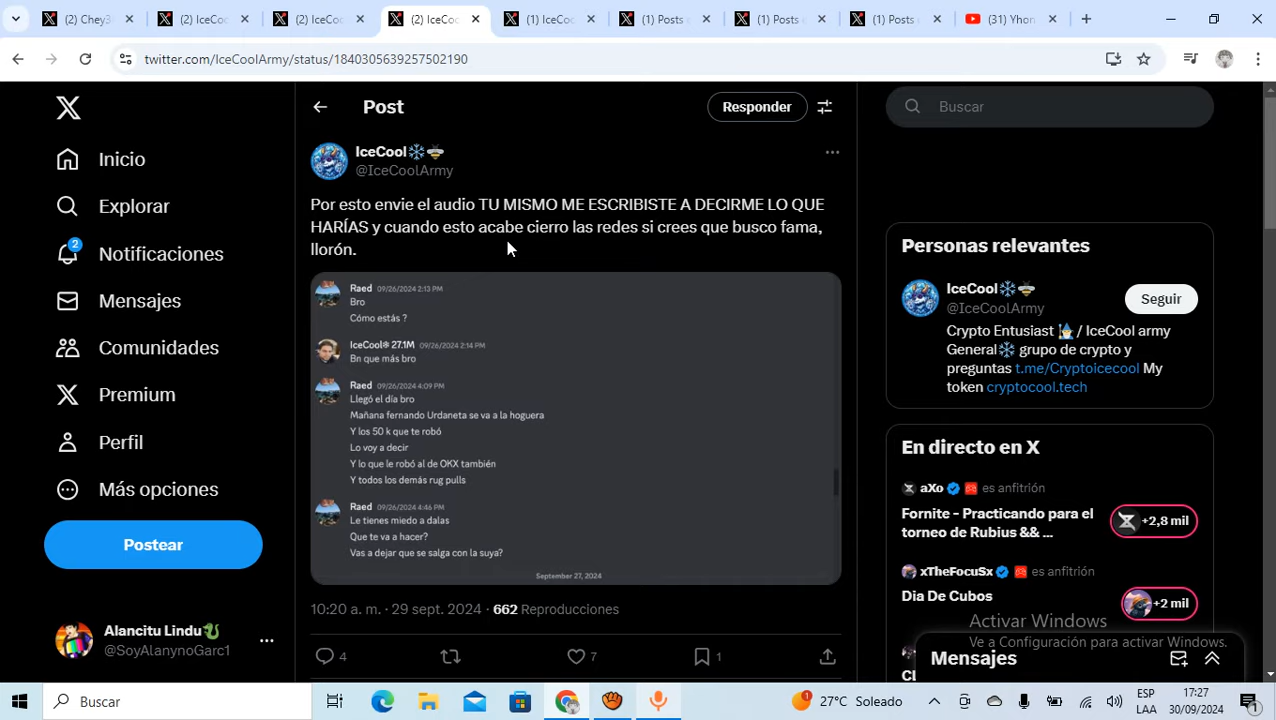 (2) Chey3
(2) IceCo
(2) IceCo
(2) IceCo
(1) IceCo
(1) Posts
(1) Posts
(1) Posts
(31) Yhor
twitter.com/IceCoolArmy/status/1840305639257502190
Inicio
Explorar
2
Notificaciones
Mensajes
Comunidades
Premium
Perfil
Más opciones
Postear
Alancitu Lindu
@SoyAlanynoGarc1
Post
Responder
IceCool
@IceCoolArmy
Por esto envie el audio TU MISMO ME ESCRIBISTE A DECIRME LO QUE
HARÍAS y cuando esto acabe cierro las redes si crees que busco fama,
llorón.
Raed 09/26/2024 2:13 PM
Bro
Cómo estás ?
IceCool❄ 27.1M 09/26/2024 2:14 PM
Bn que más bro
Raed 09/26/2024 4:09 PM
Llegó el día bro
Mañana fernando Urdaneta se va a la hoguera
Y los 50 k que te robó
Lo voy a decir
Y lo que le robó al de OKX también
Y todos los demás rug pulls
Raed 09/26/2024 4:46 PM
Le tienes miedo a dalas
Que te va a hacer?
Vas a dejar que se salga con la suya?
September 27, 2024
10:20 a. m. · 29 sept. 2024 · 662 Reproducciones
4
7
1
Buscar
Personas relevantes
IceCool
@IceCoolArmy
Seguir
Crypto Entusiast / IceCool army
General grupo de crypto y
preguntas t.me/Cryptoicecool My
token cryptocool.tech
En directo en X
aXo es anfitrión
Fornite - Practicando para el
torneo de Rubius && ...
+2,8 mil
xTheFocuSx es anfitrión
Dia De Cubos
+2 mil
Activar Windows
Ve a Configuración para activar Windows.
Mensajes
Buscar
1
27°C Soleado
ESP
LAA
17:27
30/09/2024
1